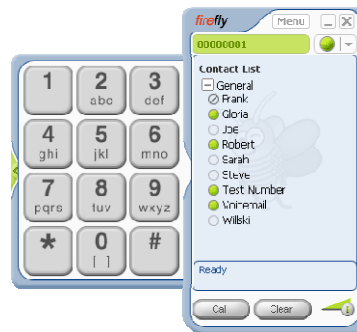 firefly Menu
00000001
Contact List
General
Frank
Gloria
Joe
Robert
Sarah
Steve
Test Number
Voicemail
Willski
Ready
Call Clear
1 2 abc 3 def
4 ghi 5 jkl 6 mno
7 pqrs 8 tuv 9 wxyz
* 0 [ ] #